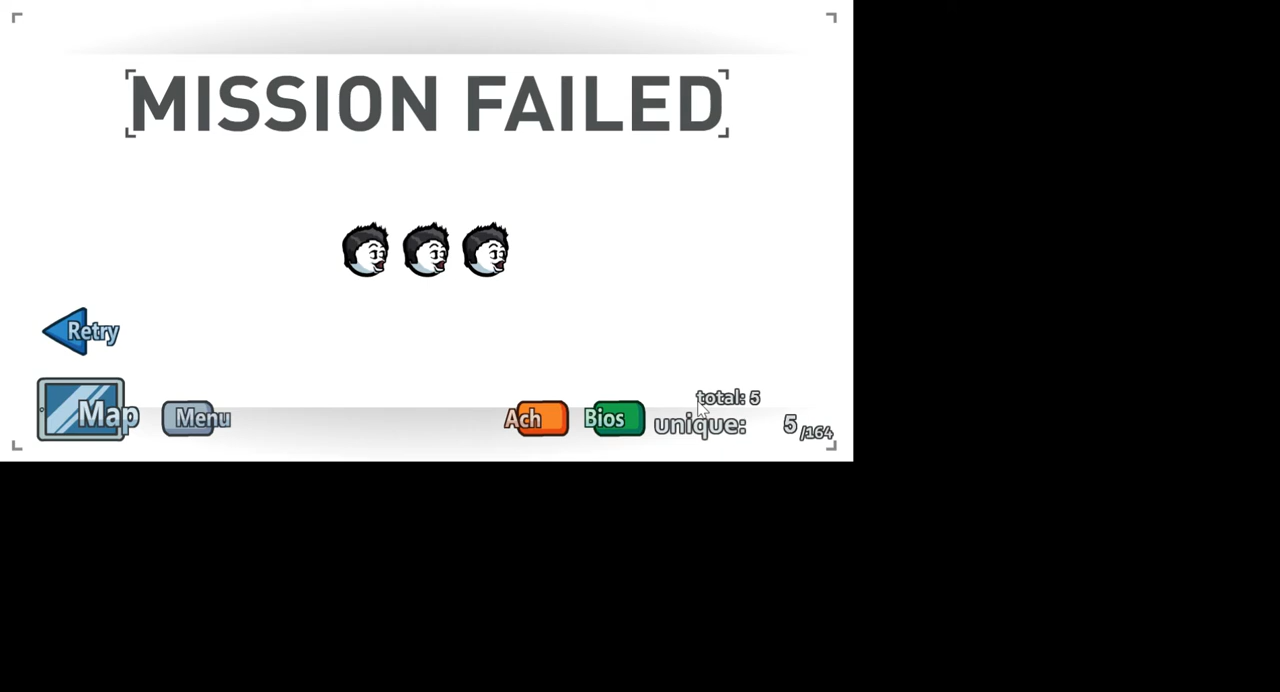 MISSION FAILED
Retry
Map
Menu
Ach
Bios
total: 5
unique: 5/164